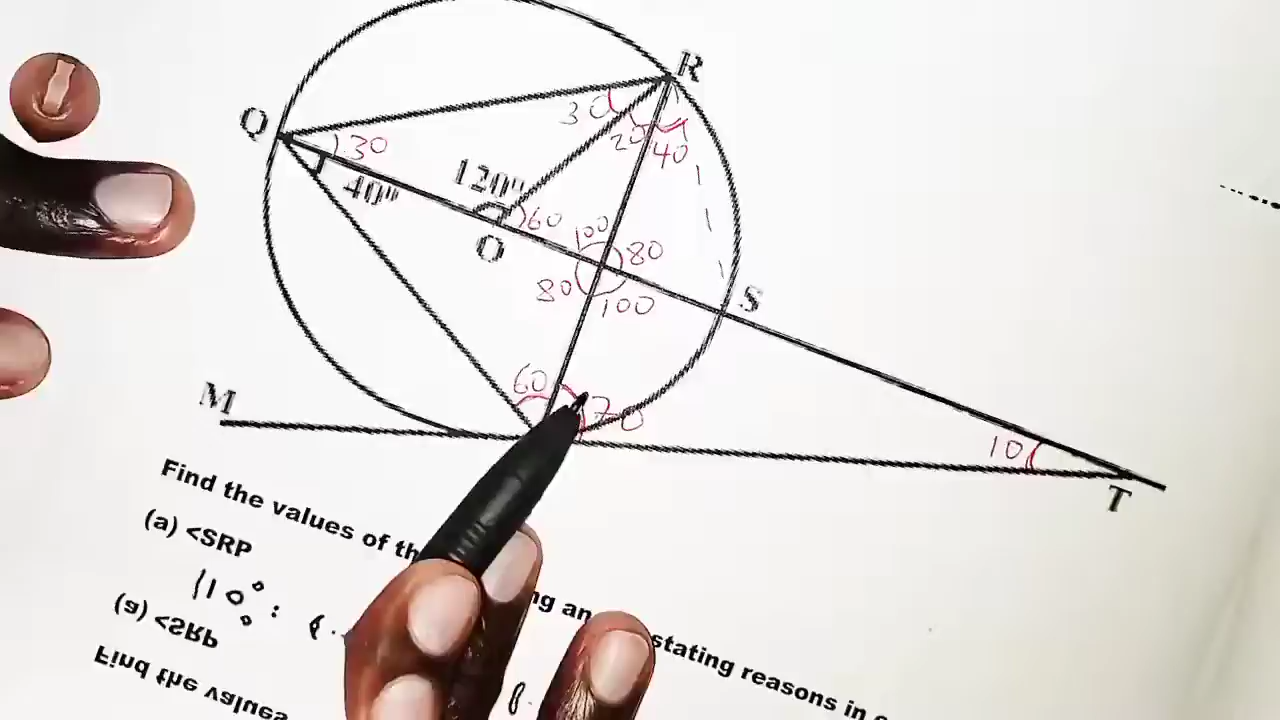 R
Q
30
20
40
30
40"
120"
60
O
100
80
80
100
S
60
70
M
10
T
Find the values of th ng an stating reasons in
(a) <SRP
110° :
(a) <SRP
Find the values